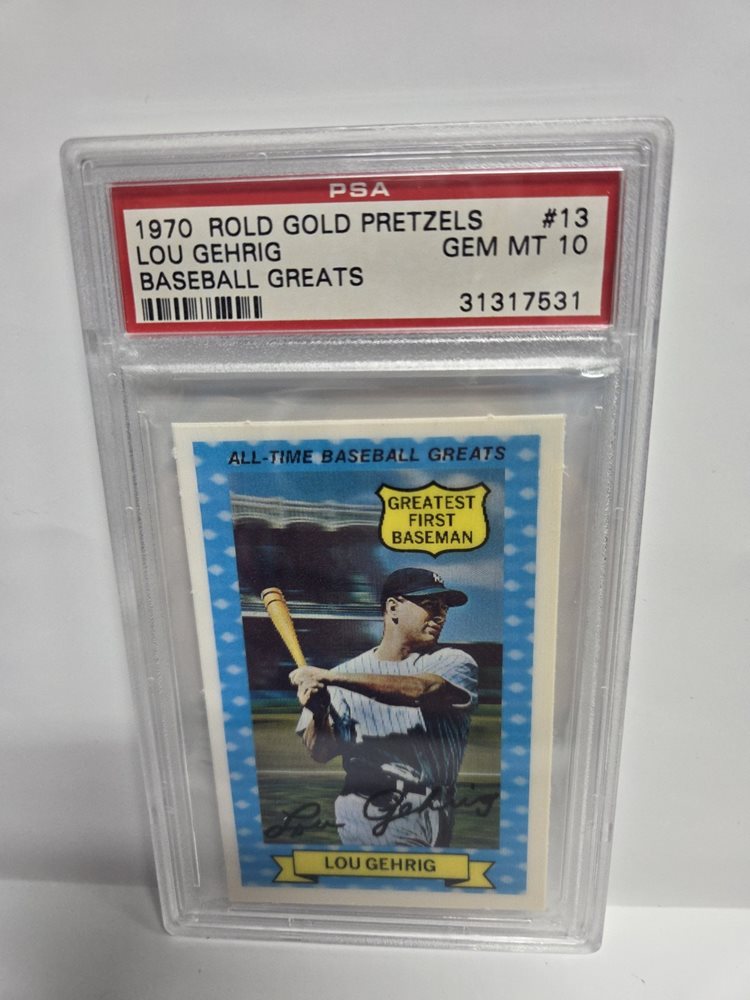 PSA
1970 ROLD GOLD PRETZELS #13
LOU GEHRIG GEM MT 10
BASEBALL GREATS
31317531
ALL-TIME BASEBALL GREATS
GREATEST
FIRST
BASEMAN
NY
Lou Gehrig
LOU GEHRIG